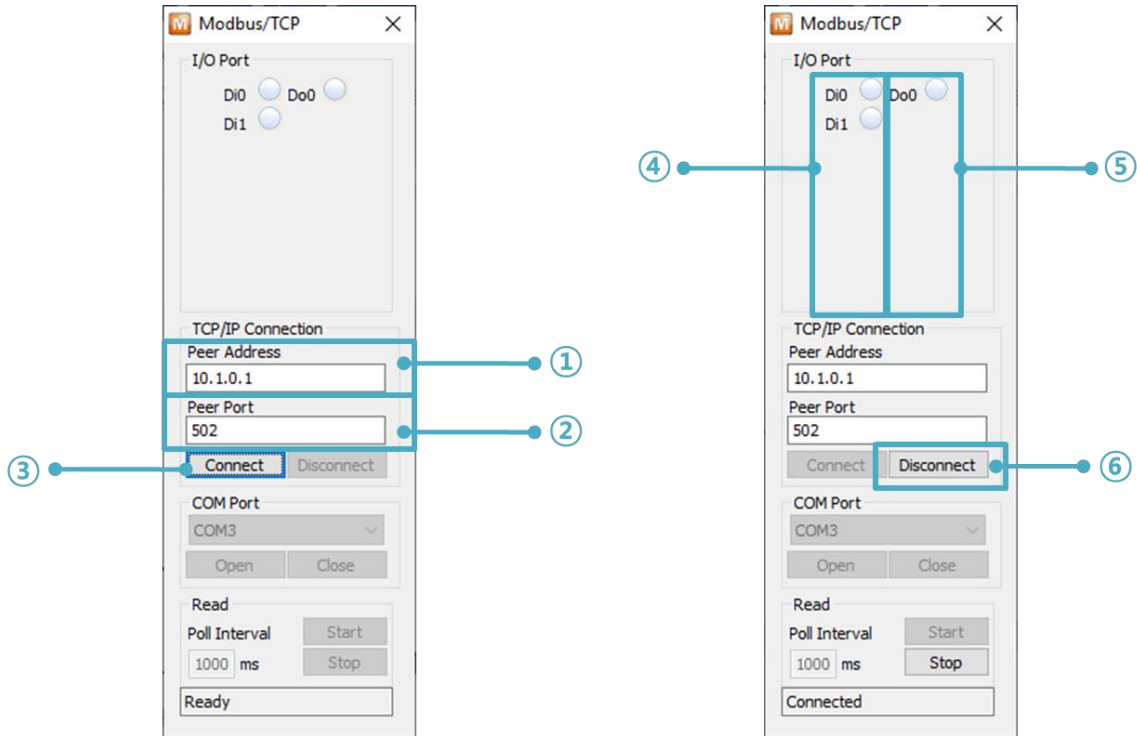 Modbus/TCP
I/O Port
Di0 Do0
Di1
TCP/IP Connection
Peer Address
10.1.0.1
①
Peer Port
502
②
③
Connect Disconnect
COM Port
COM3
Open Close
Read
Poll Interval Start
1000 ms Stop
Ready
Modbus/TCP
I/O Port
Di0 Do0
Di1
④
⑤
TCP/IP Connection
Peer Address
10.1.0.1
Peer Port
502
Connect Disconnect
⑥
COM Port
COM3
Open Close
Read
Poll Interval Start
1000 ms Stop
Connected